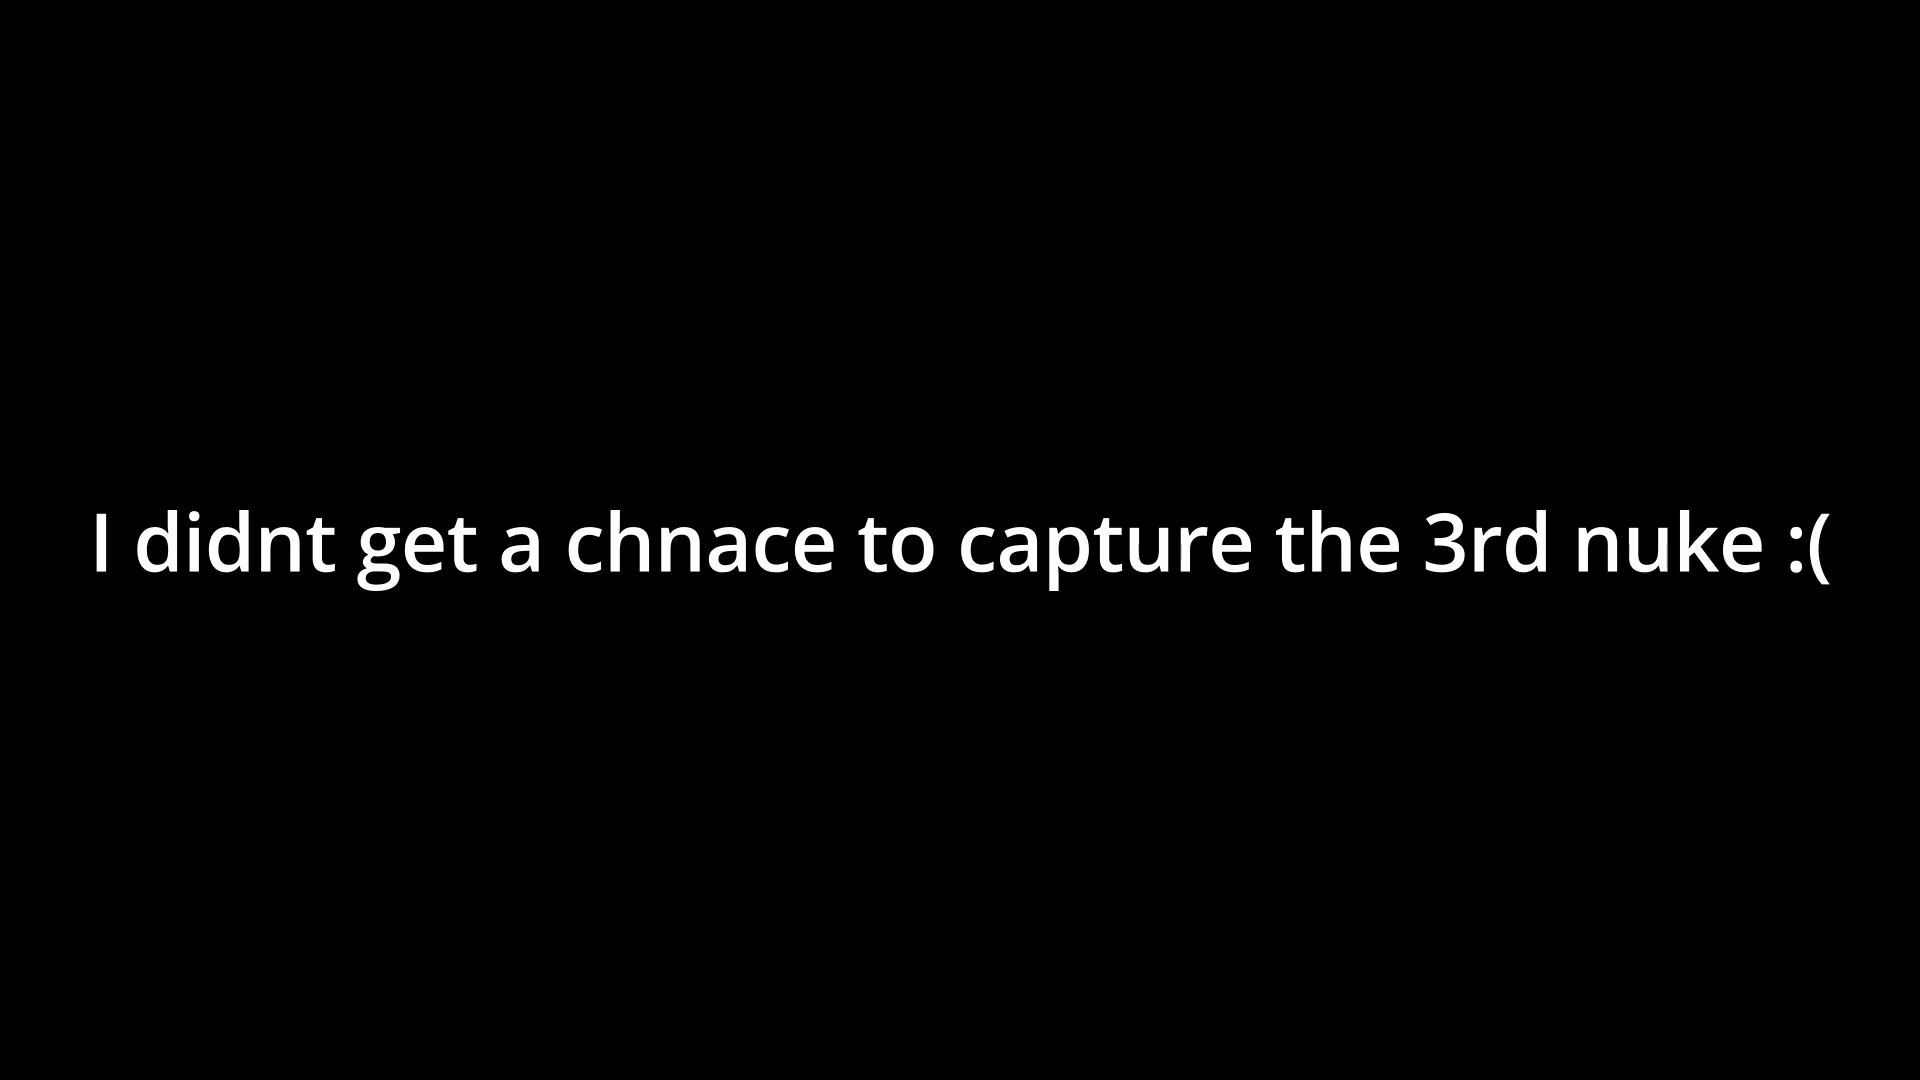 I didnt get a chnace to capture the 3rd nuke :(